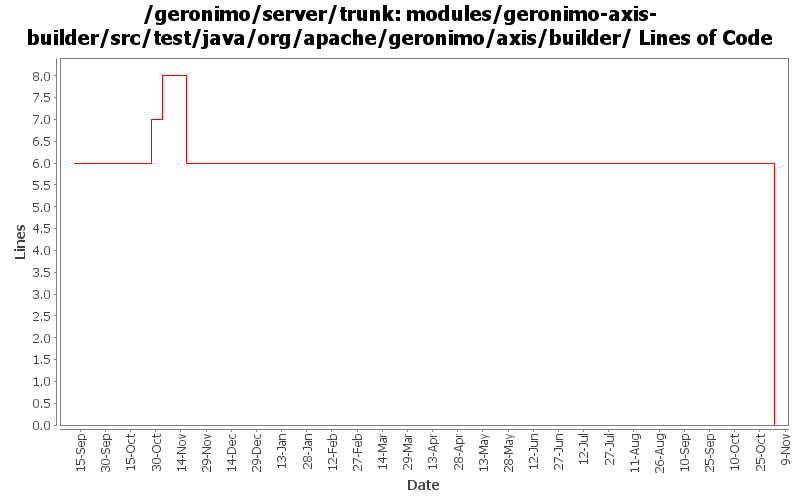 /geronimo/server/trunk: modules/geronimo-axis-
builder/src/test/java/org/apache/geronimo/axis/builder/ Lines of Code
Lines
8.0
7.5
7.0
6.5
6.0
5.5
5.0
4.5
4.0
3.5
3.0
2.5
2.0
1.5
1.0
0.5
0.0
15-Sep
30-Sep
15-Oct
30-Oct
14-Nov
29-Nov
14-Dec
29-Dec
13-Jan
28-Jan
12-Feb
27-Feb
14-Mar
29-Mar
13-Apr
28-Apr
13-May
28-May
12-Jun
27-Jun
12-Jul
27-Jul
11-Aug
26-Aug
10-Sep
25-Sep
10-Oct
25-Oct
9-Nov
Date